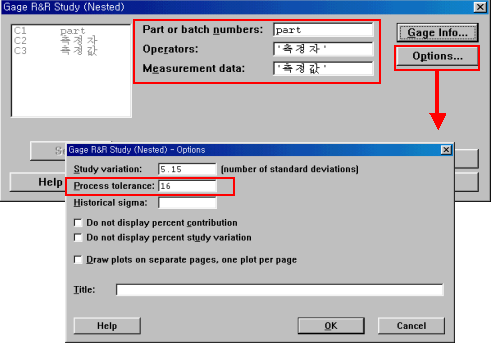 Gage R&R Study (Nested)
C1 part
C2 측정자
C3 측정값
Part or batch numbers: part
Operators: '측정자'
Measurement data: '측정값'
Gage Info...
Options...
Help
Gage R&R Study (Nested) - Options
Study variation: 5.15 (number of standard deviations)
Process tolerance: 16
Historical sigma:
Do not display percent contribution
Do not display percent study variation
Draw plots on separate pages, one plot per page
Title:
Help
OK
Cancel